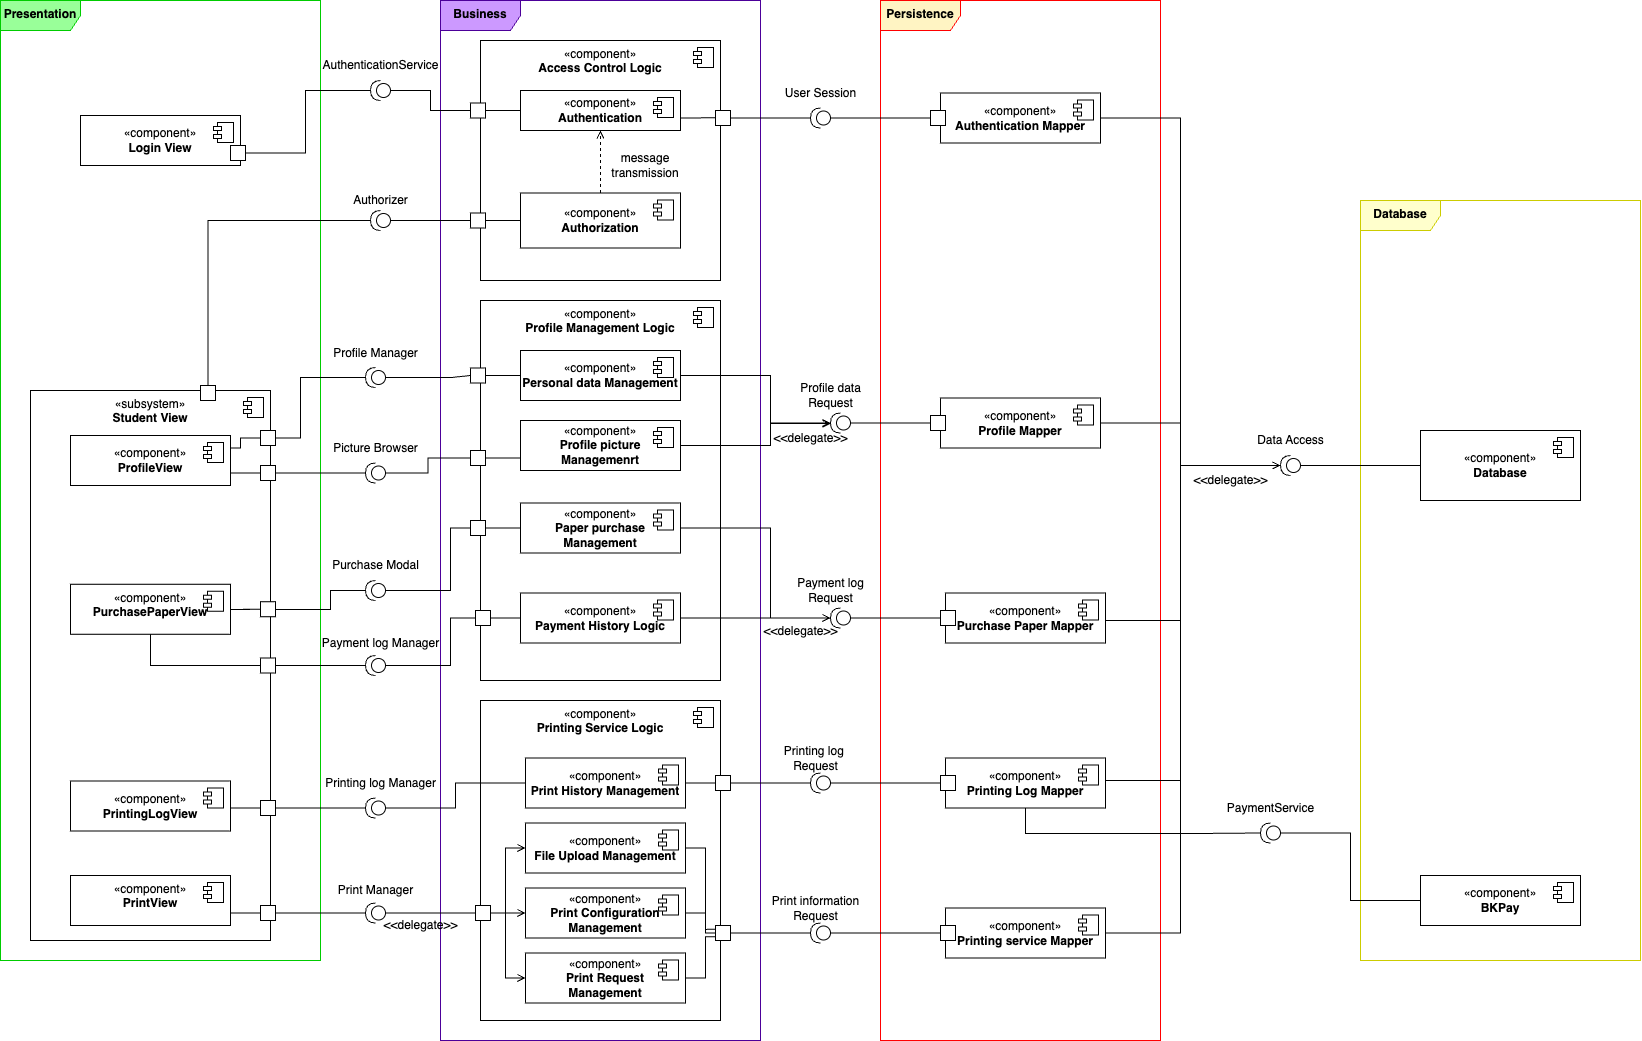 Presentation
Business
Persistence
Database
AuthenticationService
«component»
Login View
Authorizer
«subsystem»
Student View
«component»
ProfileView
«component»
PurchasePaperView
«component»
PrintingLogView
«component»
PrintView
Profile Manager
Picture Browser
Purchase Modal
Payment log Manager
Printing log Manager
Print Manager
<<delegate>>
«component»
Access Control Logic
«component»
Authentication
message
transmission
«component»
Authorization
«component»
Profile Management Logic
«component»
Personal data Management
«component»
Profile picture
Managemenrt
«component»
Paper purchase
Management
«component»
Payment History Logic
«component»
Printing Service Logic
«component»
Print History Management
«component»
File Upload Management
«component»
Print Configuration
Management
«component»
Print Request
Management
User Session
Profile data
Request
<<delegate>>
Payment log
Request
<<delegate>>
Printing log
Request
Print information
Request
«component»
Authentication Mapper
«component»
Profile Mapper
«component»
Purchase Paper Mapper
«component»
Printing Log Mapper
«component»
Printing service Mapper
Data Access
<<delegate>>
PaymentService
«component»
Database
«component»
BKPay